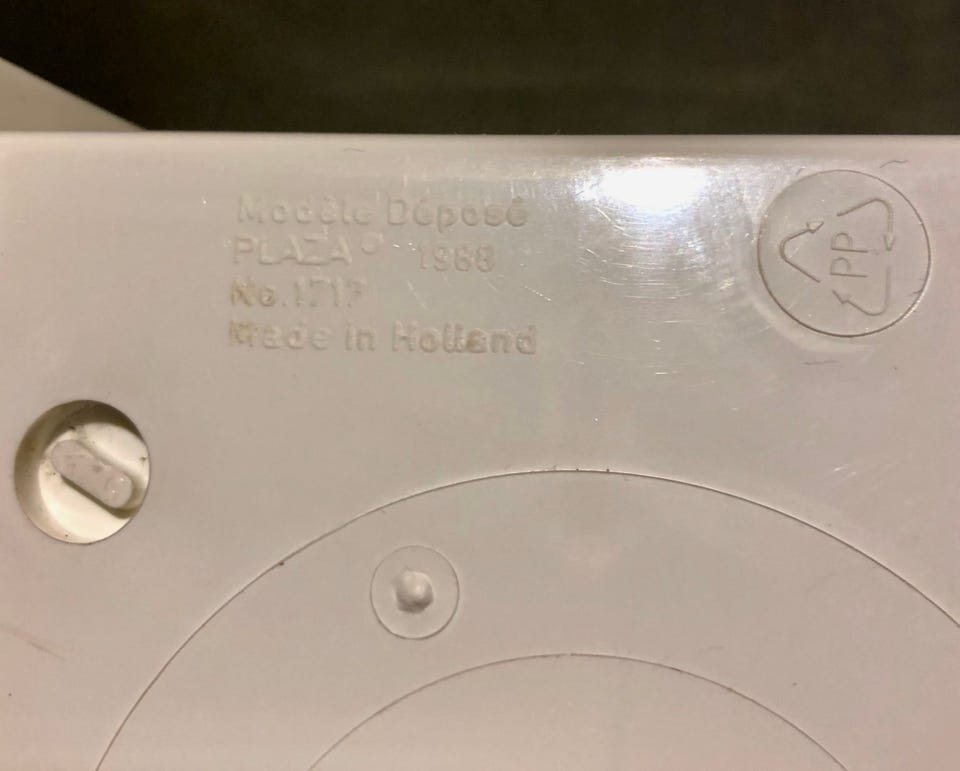 Modèle Déposé
PLAZA® 1988
No. 1717
Made in Holland
PP